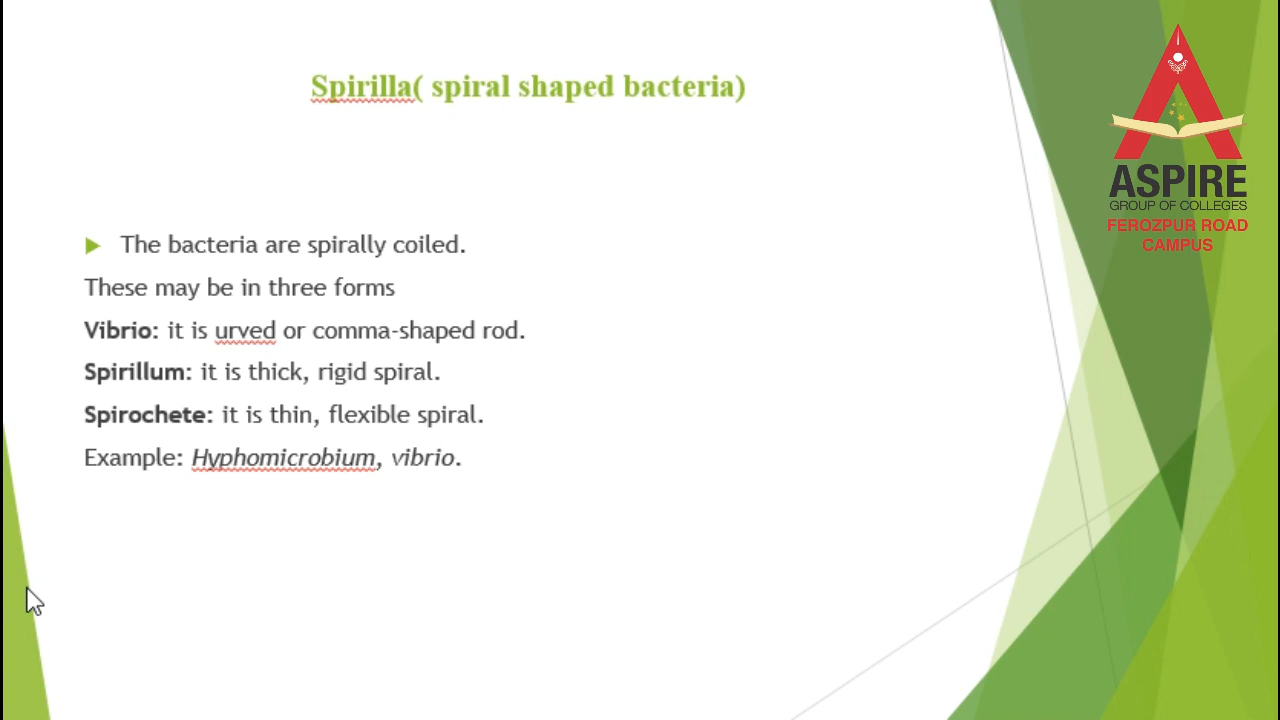 Spirilla( spiral shaped bacteria)
The bacteria are spirally coiled.
These may be in three forms
Vibrio: it is urved or comma-shaped rod.
Spirillum: it is thick, rigid spiral.
Spirochete: it is thin, flexible spiral.
Example: Hyphomicrobium, vibrio.
ASPIRE
GROUP OF COLLEGES
FEROZPUR ROAD
CAMPUS